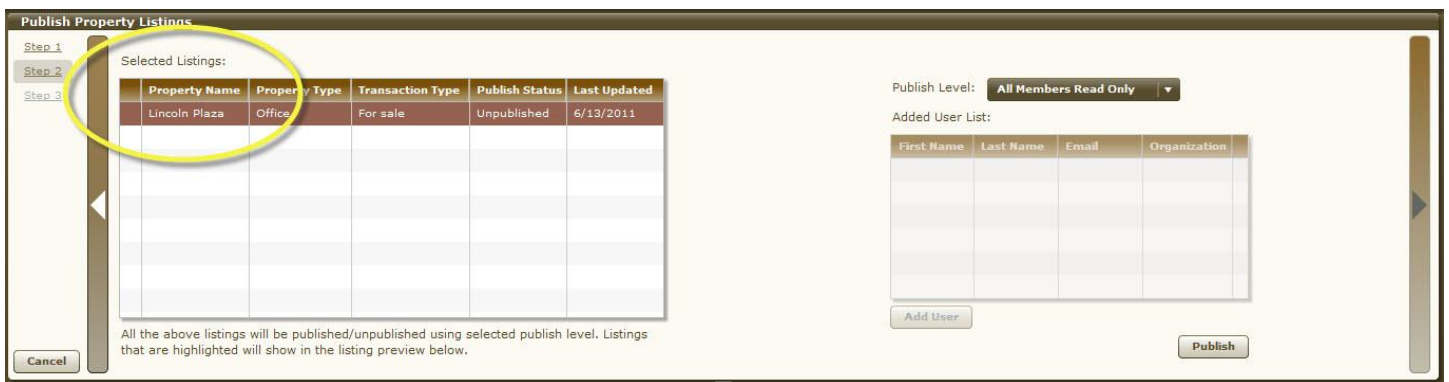 Publish Property Listings
Step 1
Step 2
Step 3
Selected Listings:
Property Name Property Type Transaction Type Publish Status Last Updated
Lincoln Plaza Office For sale Unpublished 6/13/2011
All the above listings will be published/unpublished using selected publish level. Listings
that are highlighted will show in the listing preview below.
Cancel
Publish Level: All Members Read Only
Added User List:
First Name Last Name Email Organization
Add User
Publish